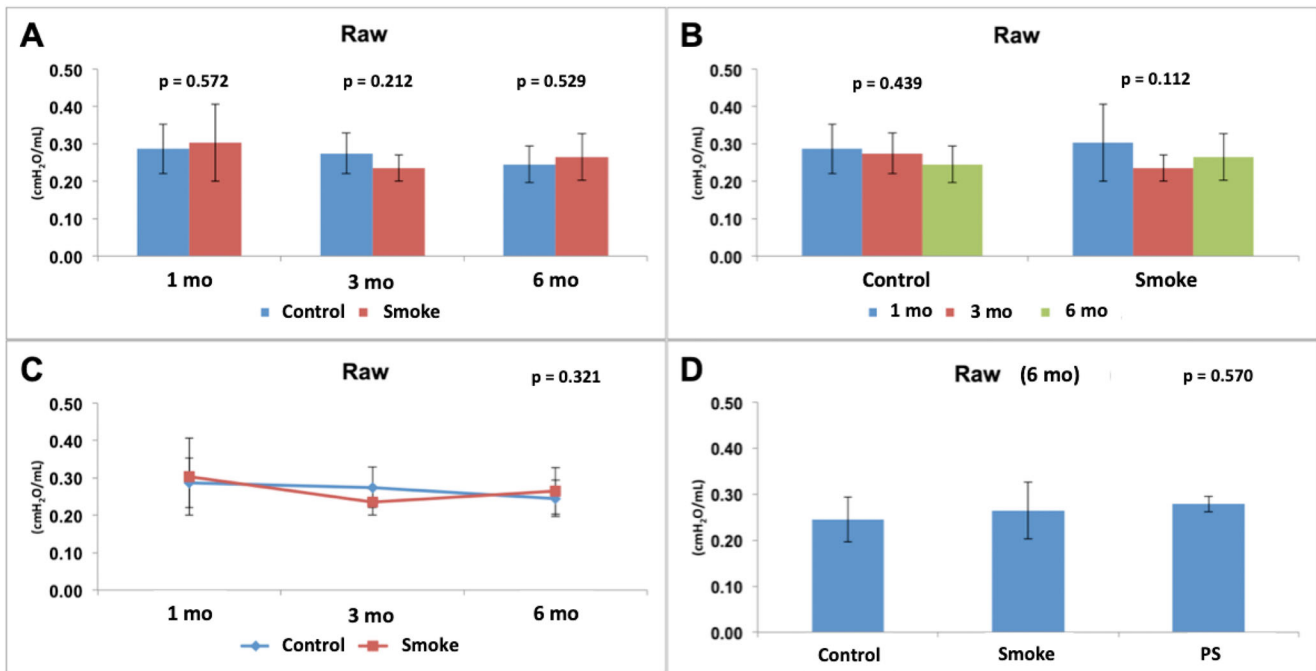 A
Raw
p = 0.572
p = 0.212
p = 0.529
(cmH₂O/mL)
0.50
0.40
0.30
0.20
0.10
0.00
1 mo
3 mo
6 mo
Control
Smoke
B
Raw
p = 0.439
p = 0.112
(cmH₂O/mL)
0.50
0.40
0.30
0.20
0.10
0.00
Control
Smoke
1 mo
3 mo
6 mo
C
Raw
p = 0.321
(cmH₂O/mL)
0.50
0.40
0.30
0.20
0.10
0.00
1 mo
3 mo
6 mo
Control
Smoke
D
Raw (6 mo)
p = 0.570
(cmH₂O/mL)
0.50
0.40
0.30
0.20
0.10
0.00
Control
Smoke
PS